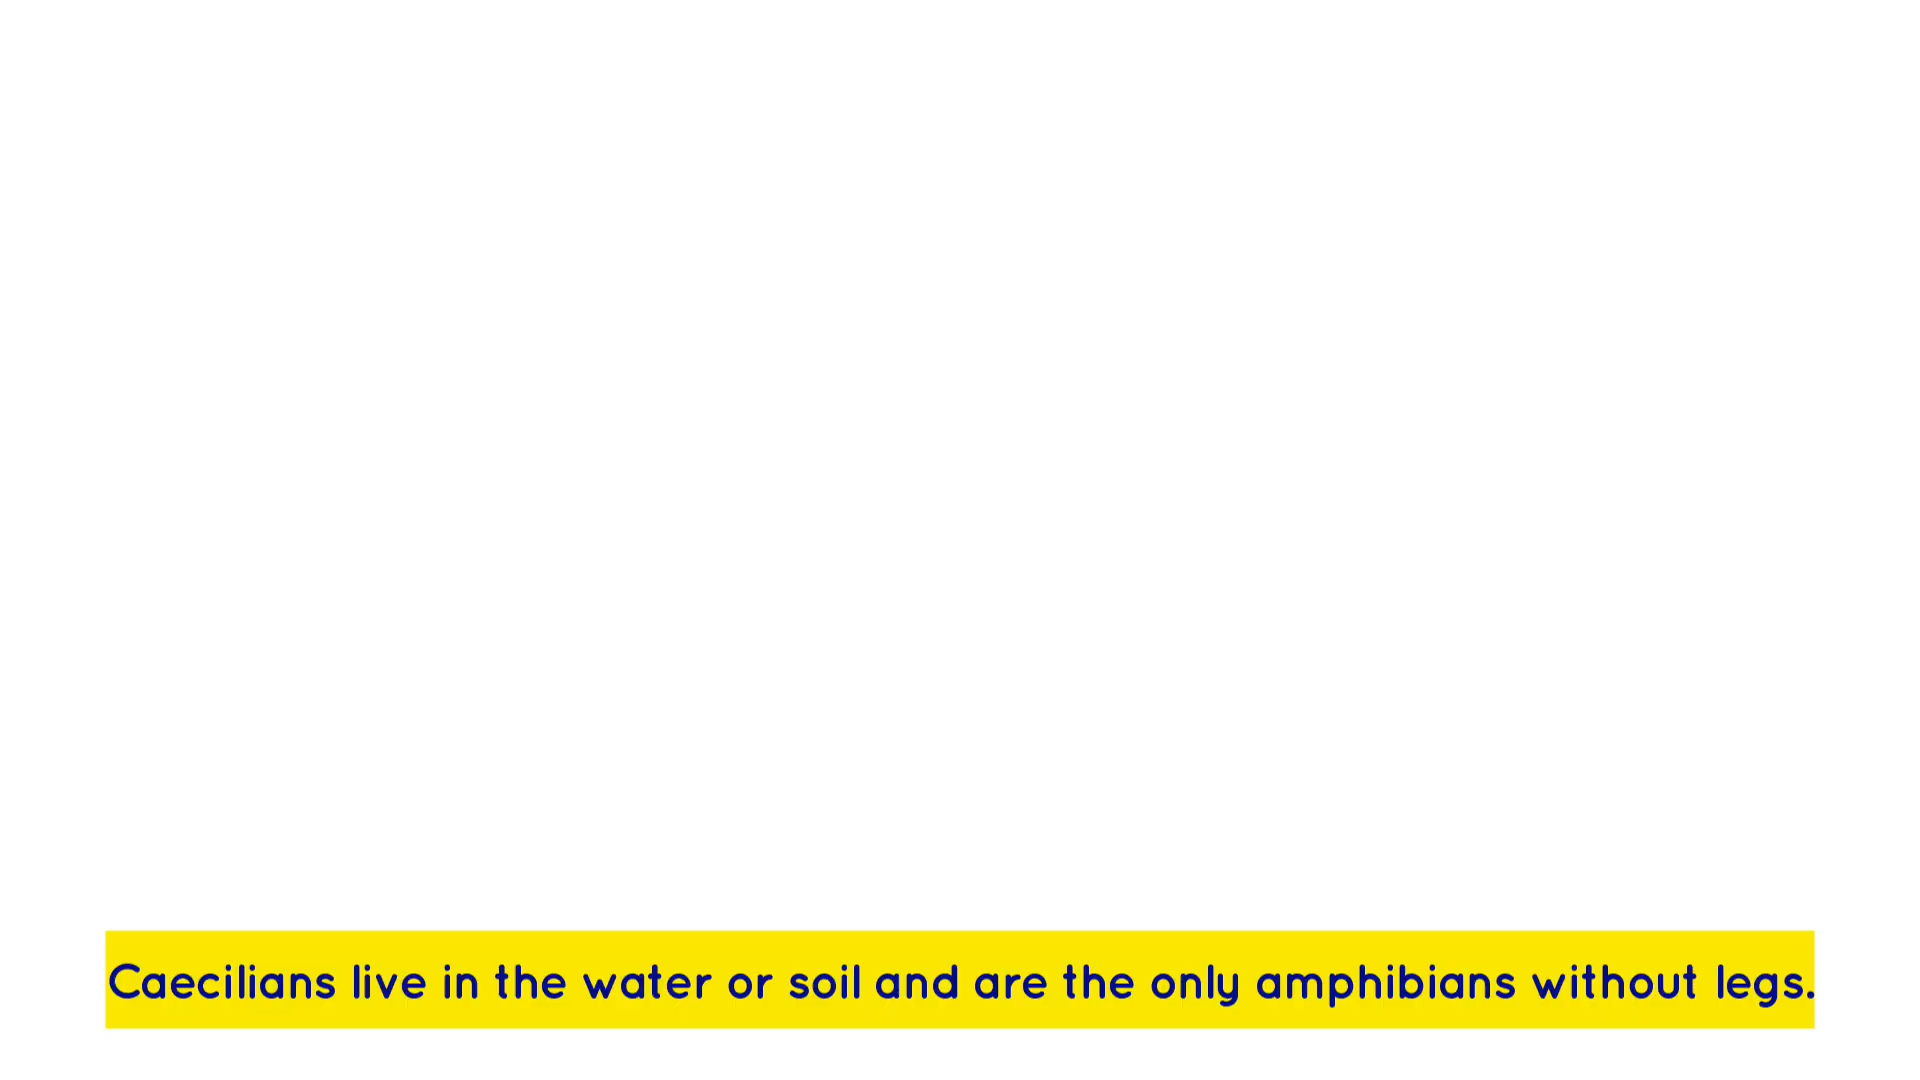 Caecilians live in the water or soil and are the only amphibians without legs.